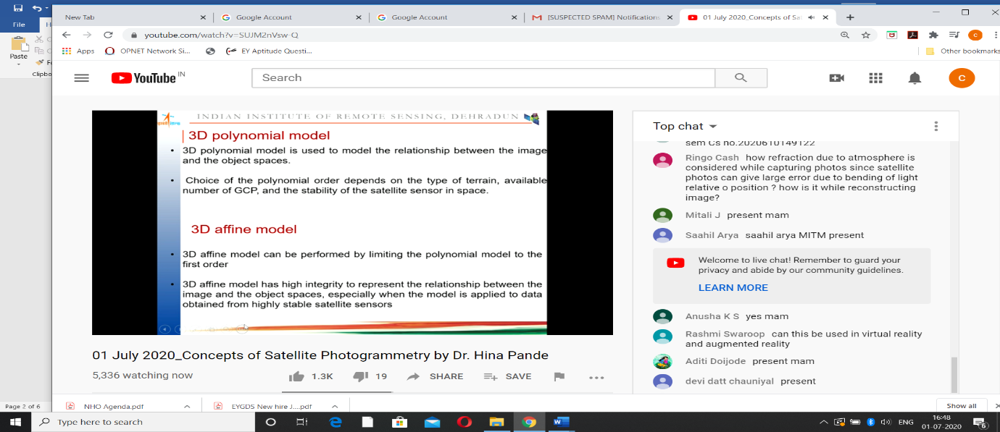 New Tab
Google Account
Google Account
[SUSPECTED SPAM] Notification
01 July 2020_Concepts of Sa
File
youtube.com/watch?v=SUJM2nVsw-Q
Apps
OPNET Network Si...
EY Aptitude Questi...
Other bookmarks
Paste
Clipbo
YouTube IN
Search
C
C
INDIAN INSTITUTE OF REMOTE SENSING, DEHRADUN
3D polynomial model
• 3D polynomial model is used to model the relationship between the image
and the object spaces.
• Choice of the polynomial order depends on the type of terrain, available
number of GCP, and the stability of the satellite sensor in space.
3D affine model
• 3D affine model can be performed by limiting the polynomial model to the
first order
• 3D affine model has high integrity to represent the relationship between the
image and the object spaces, especially when the model is applied to data
obtained from highly stable satellite sensors
01 July 2020_Concepts of Satellite Photogrammetry by Dr. Hina Pande
5,336 watching now
1.3K
19
SHARE
SAVE
Top chat
sem Cs no.2020610149122
Ringo Cash how refraction due to atmosphere is
considered while capturing photos since satellite
photos can give large error due to bending of light
relative o position ? how is it while reconstructing
image?
Mitali J present mam
Saahil Arya saahil arya MITM present
Welcome to live chat! Remember to guard your
privacy and abide by our community guidelines.
LEARN MORE
Anusha K S yes mam
Rashmi Swaroop can this be used in virtual reality
and augmented reality
Aditi Doijode present mam
devi datt chauniyal present
Page 2 of 6
NHO Agenda.pdf
EYGDS New hire J....pdf
Show all
Type here to search
ENG
16:48
01-07-2020
6